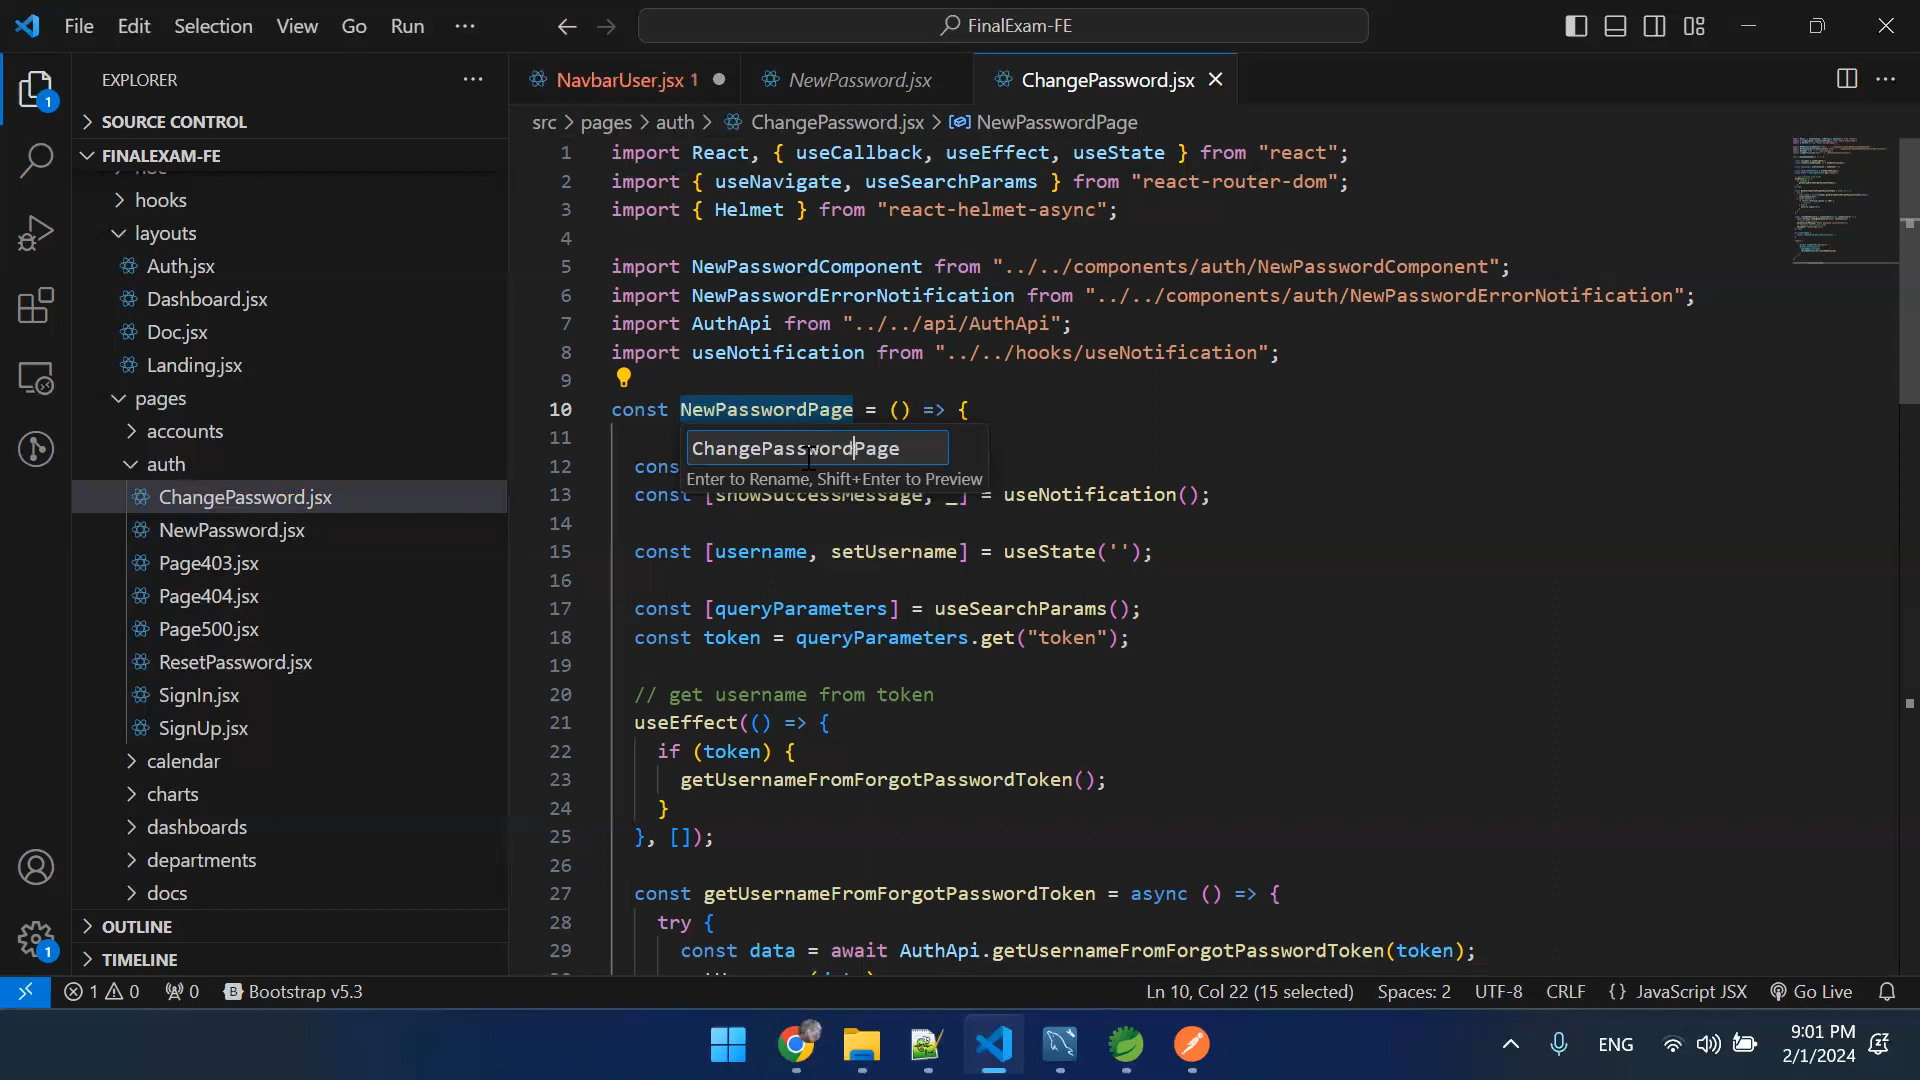 File Edit Selection View Go Run ···
FinalExam-FE
EXPLORER
SOURCE CONTROL
FINALEXAM-FE
hooks
layouts
Auth.jsx
Dashboard.jsx
Doc.jsx
Landing.jsx
pages
accounts
auth
ChangePassword.jsx
NewPassword.jsx
Page403.jsx
Page404.jsx
Page500.jsx
ResetPassword.jsx
SignIn.jsx
SignUp.jsx
calendar
charts
dashboards
departments
docs
OUTLINE
TIMELINE
1
1
NavbarUser.jsx 1
NewPassword.jsx
ChangePassword.jsx
src > pages > auth > ChangePassword.jsx > NewPasswordPage
1 import React, { useCallback, useEffect, useState } from "react";
2 import { useNavigate, useSearchParams } from "react-router-dom";
3 import { Helmet } from "react-helmet-async";
4
5 import NewPasswordComponent from "../../components/auth/NewPasswordComponent";
6 import NewPasswordErrorNotification from "../../components/auth/NewPasswordErrorNotification";
7 import AuthApi from "../../api/AuthApi";
8 import useNotification from "../../hooks/useNotification";
9
10 const NewPasswordPage = () => {
11
ChangePasswordPage
12 cons
Enter to Rename, Shift+Enter to Preview
13 const [showSuccessMessage, _] = useNotification();
14
15 const [username, setUsername] = useState('');
16
17 const [queryParameters] = useSearchParams();
18 const token = queryParameters.get("token");
19
20 // get username from token
21 useEffect(() => {
22 if (token) {
23 getUsernameFromForgotPasswordToken();
24 }
25 }, []);
26
27 const getUsernameFromForgotPasswordToken = async () => {
28 try {
29 const data = await AuthApi.getUsernameFromForgotPasswordToken(token);
1 0 0 Bootstrap v5.3
Ln 10, Col 22 (15 selected) Spaces: 2 UTF-8 CRLF {} JavaScript JSX Go Live
ENG
9:01 PM
2/1/2024